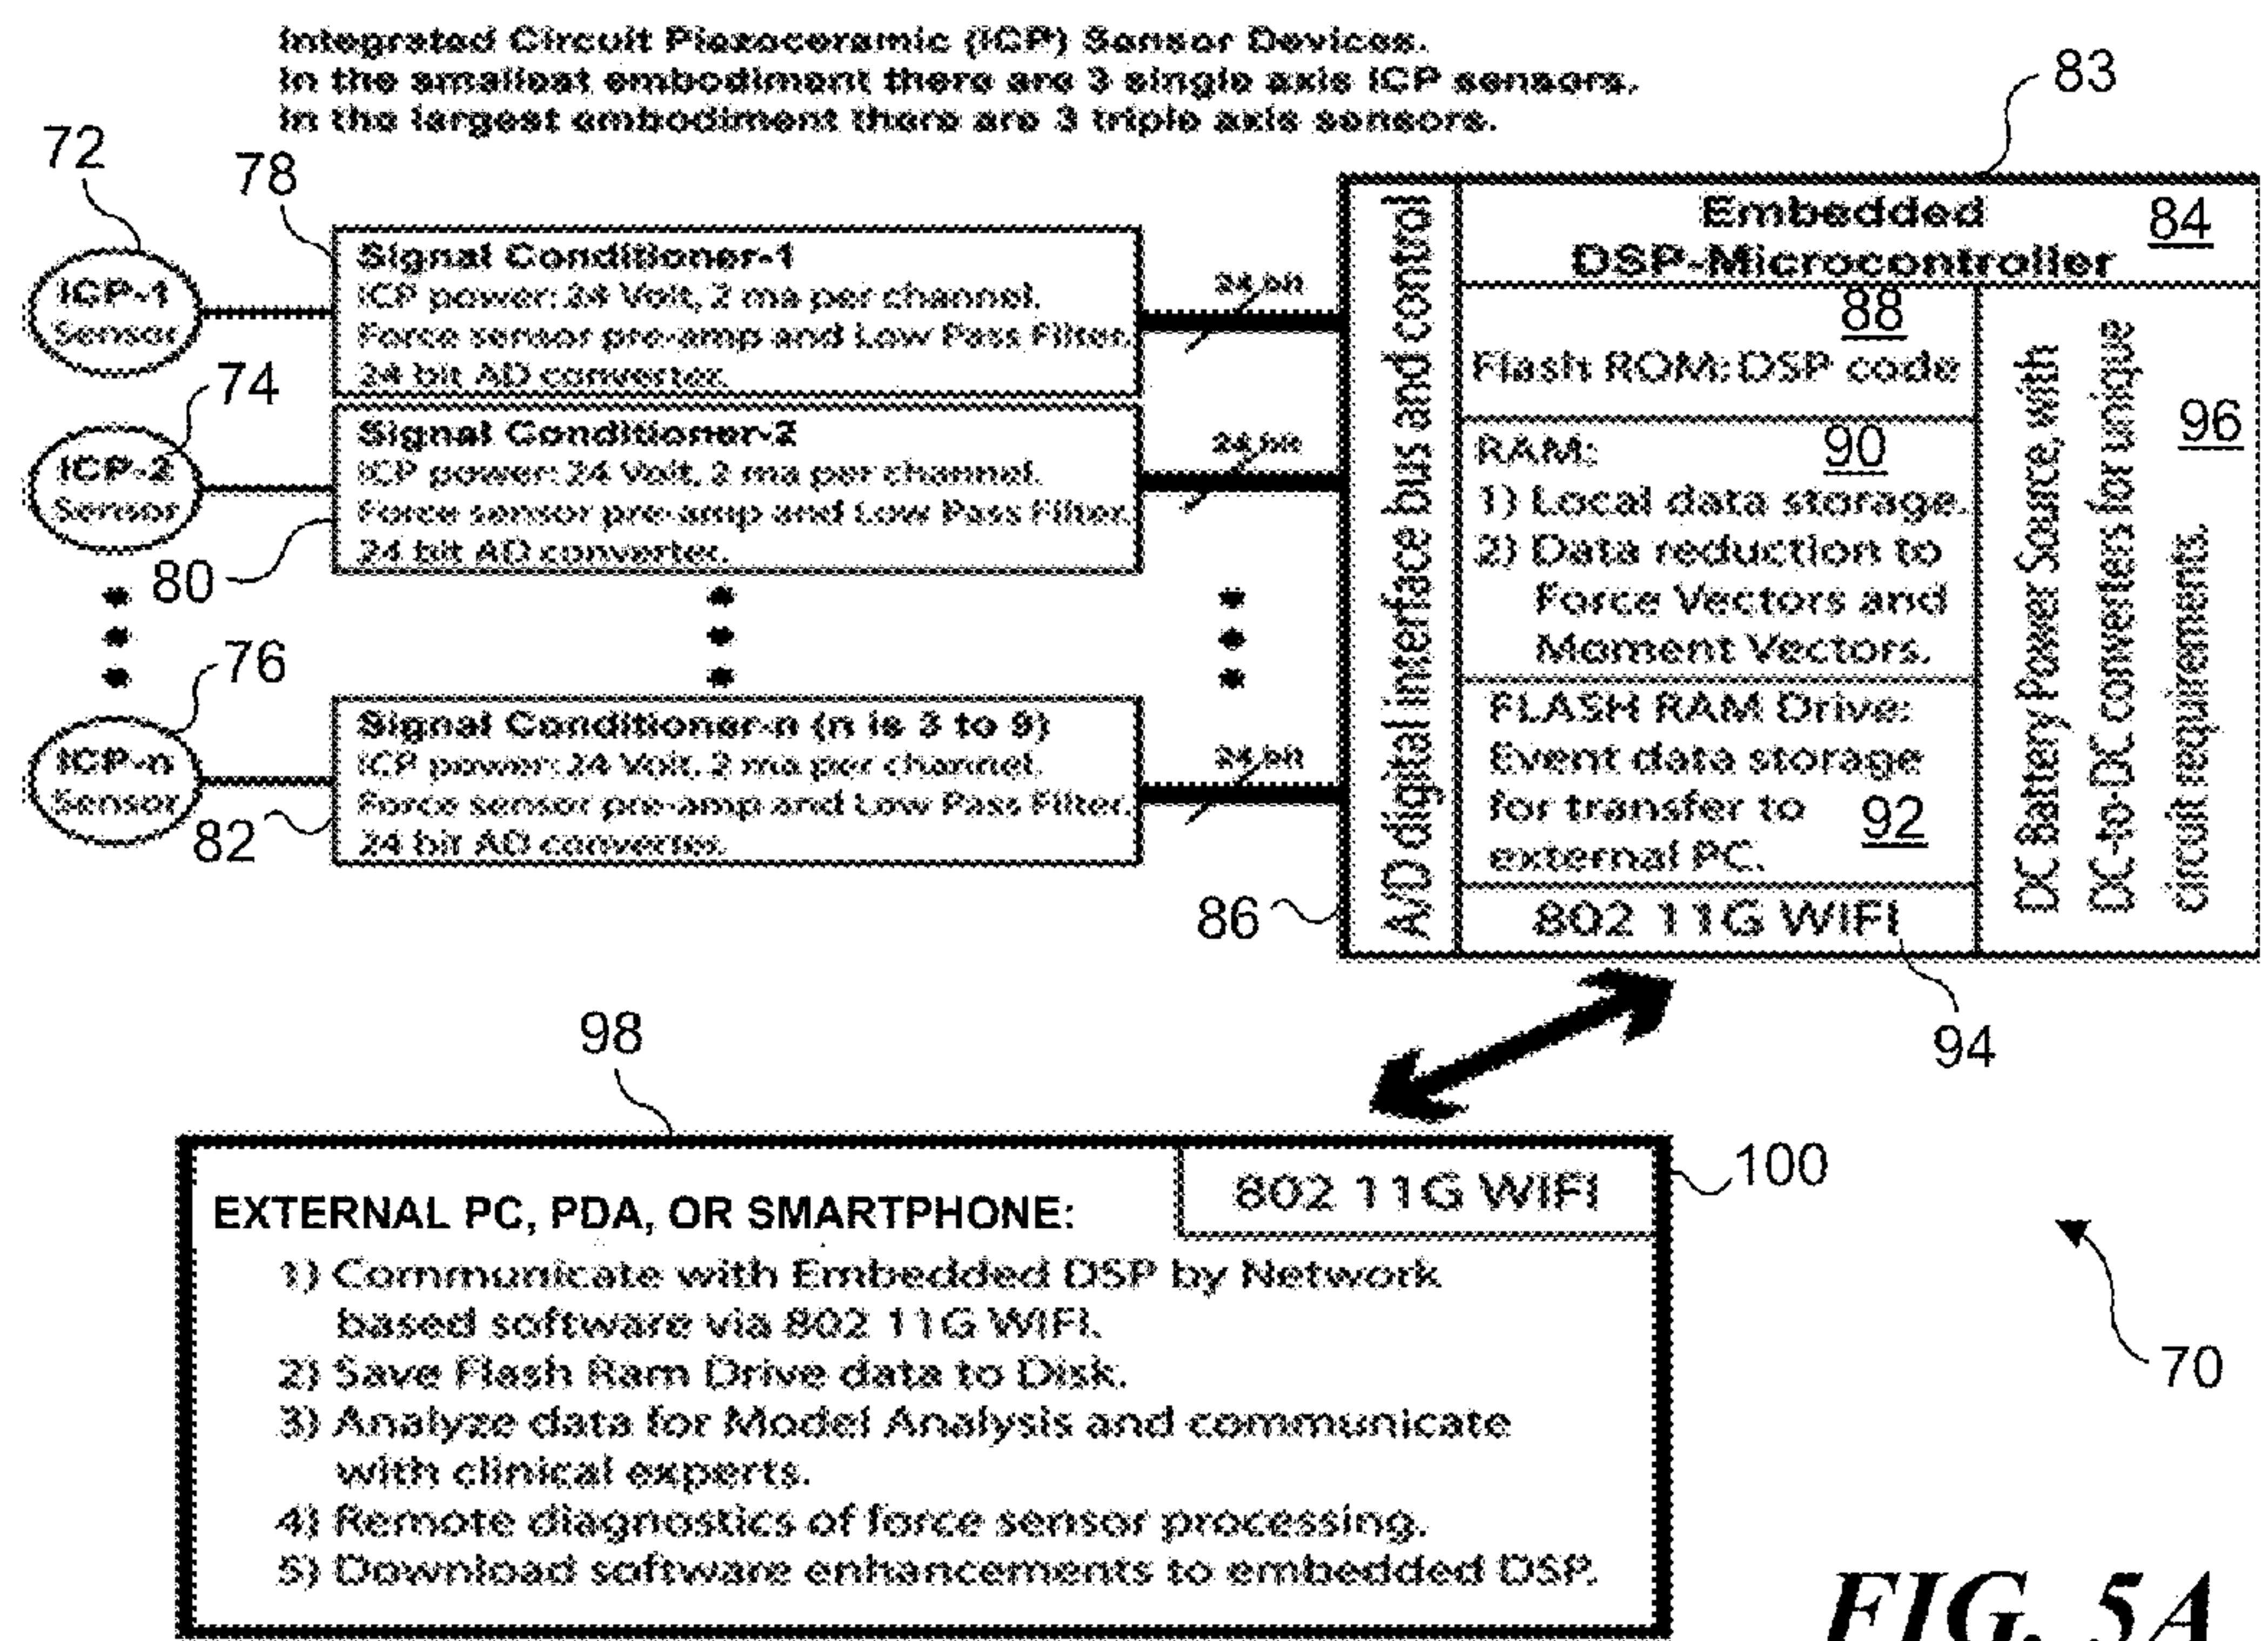 Integrated Circuit Piezoceramic (ICP) Sensor Devices.
In the smallest embodiment there are 3 single axis ICP sensors.
In the largest embodiment there are 3 triple axis sensors.
83
72
78
Embedded
DSP-Microcontroller
84
ICP-1
Sensor
Signal Conditioner-1
ICP power: 24 Volt, 2 ma per channel.
Force sensor pre-amp and Low Pass Filter.
24 bit AD converter.
24 bit
74
ICP-2
Sensor
80
Signal Conditioner-2
ICP power: 24 Volt, 2 ma per channel.
Force sensor pre-amp and Low Pass Filter.
24 bit AD converter.
24 bit
76
ICP-n
Sensor
82
Signal Conditioner-n (n is 3 to 9)
ICP power: 24 Volt, 2 ma per channel.
Force sensor pre-amp and Low Pass Filter.
24 bit AD converter.
24 bit
86
A/D digital interface bus and control
88
Flash ROM: DSP code
RAM:
90
1) Local data storage.
2) Data reduction to
Force Vectors and
Moment Vectors.
FLASH RAM Drive:
Event data storage
for transfer to
external PC.
92
802 11G WIFI
94
DC Battery Power Source, with
DC-to-DC converters for unique
circuit requirements.
96
98
802 11G WIFI
100
EXTERNAL PC, PDA, OR SMARTPHONE:
1) Communicate with Embedded DSP by Network
based software via 802 11G WIFI.
2) Save Flash Ram Drive data to Disk.
3) Analyze data for Model Analysis and communicate
with clinical experts.
4) Remote diagnostics of force sensor processing.
5) Download software enhancements to embedded DSP.
70
FIG. 5A